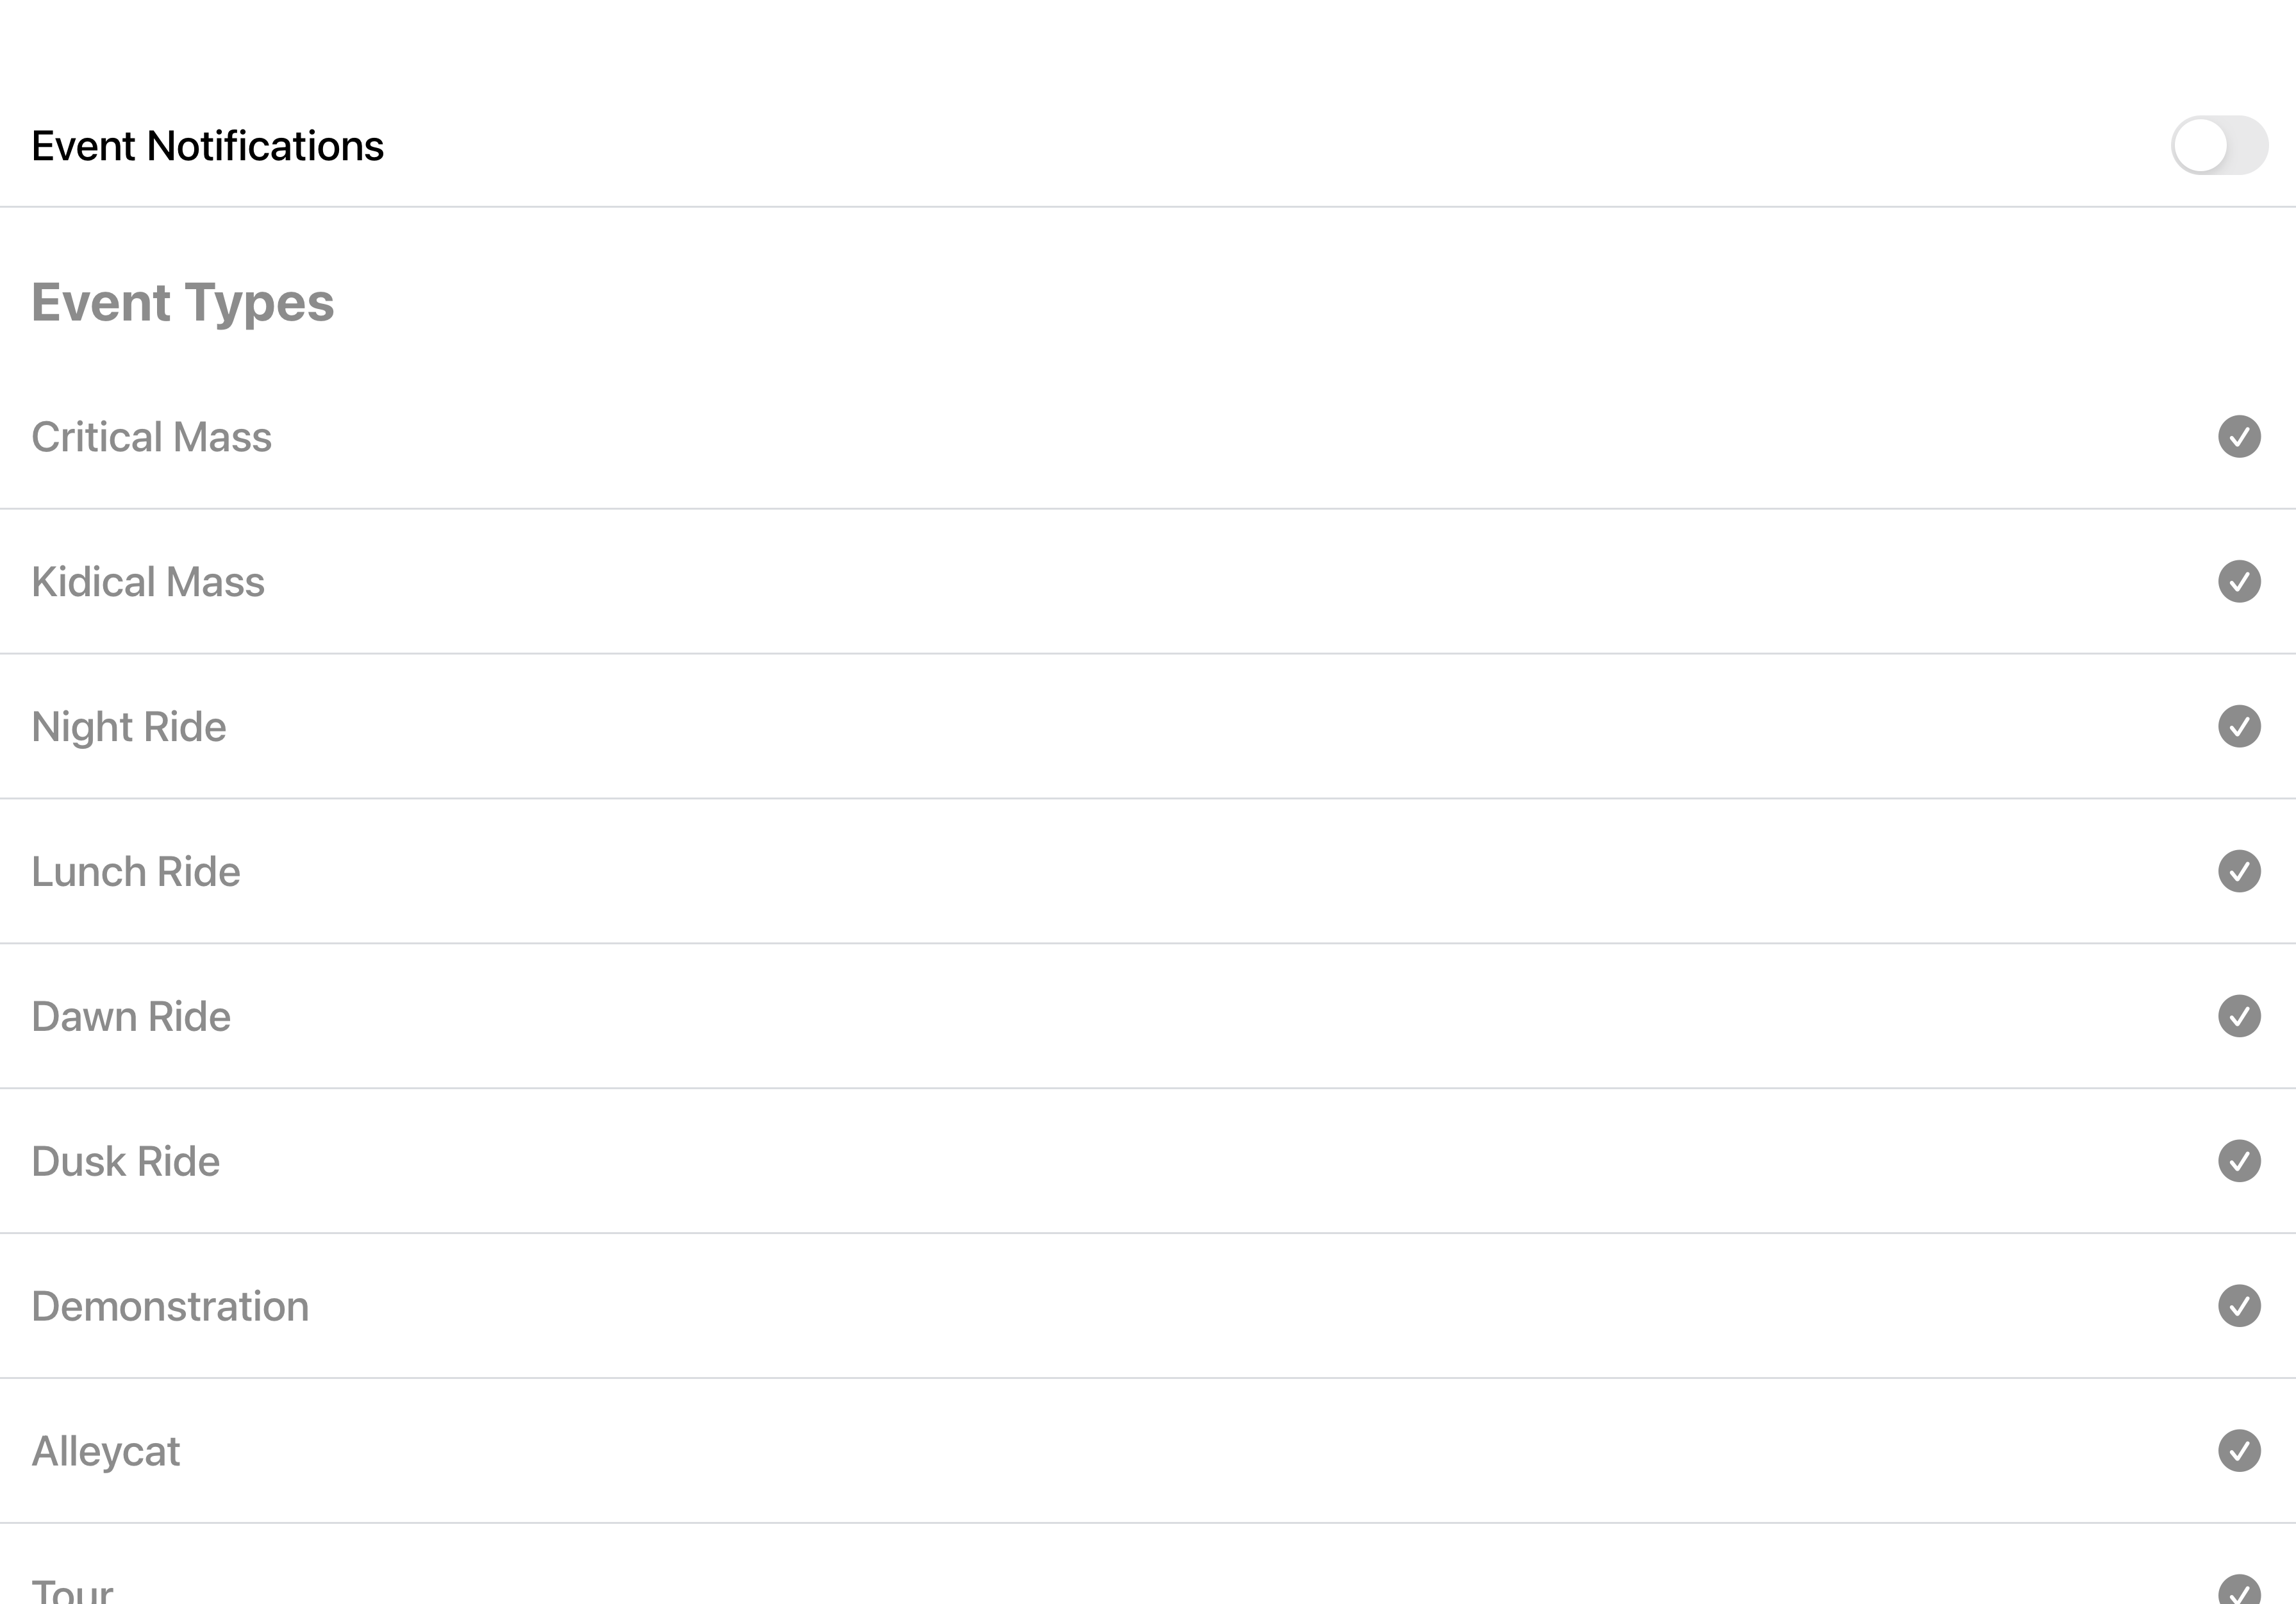 Event Notifications
Event Types
Critical Mass
Kidical Mass
Night Ride
Lunch Ride
Dawn Ride
Dusk Ride
Demonstration
Alleycat
Tour